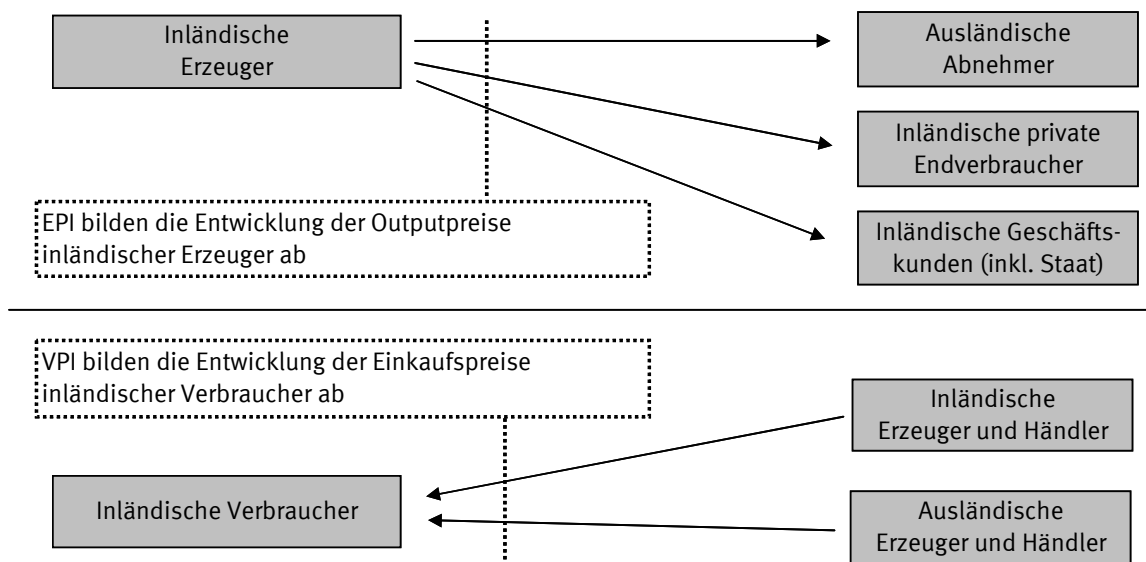 Inländische
Erzeuger
Ausländische
Abnehmer
Inländische private
Endverbraucher
EPI bilden die Entwicklung der Outputpreise
inländischer Erzeuger ab
Inländische Geschäfts-
kunden (inkl. Staat)
VPI bilden die Entwicklung der Einkaufspreise
inländischer Verbraucher ab
Inländische
Erzeuger und Händler
Inländische Verbraucher
Ausländische
Erzeuger und Händler